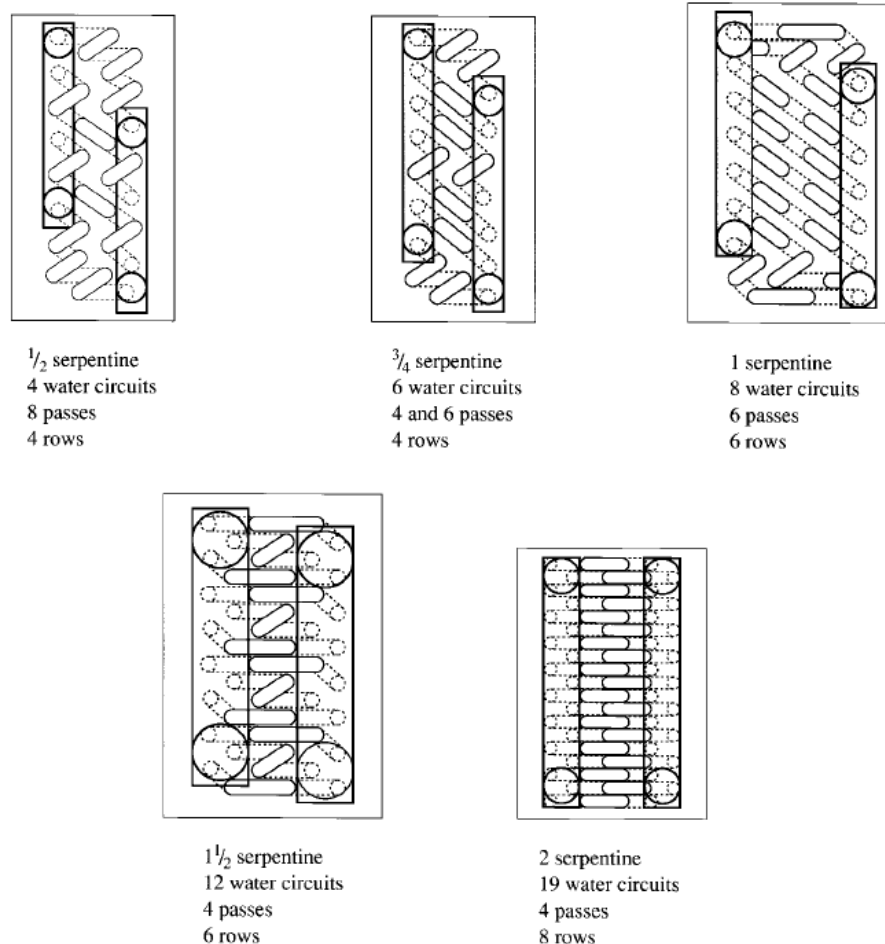 1/2 serpentine
4 water circuits
8 passes
4 rows
3/4 serpentine
6 water circuits
4 and 6 passes
4 rows
1 serpentine
8 water circuits
6 passes
6 rows
1 1/2 serpentine
12 water circuits
4 passes
6 rows
2 serpentine
19 water circuits
4 passes
8 rows